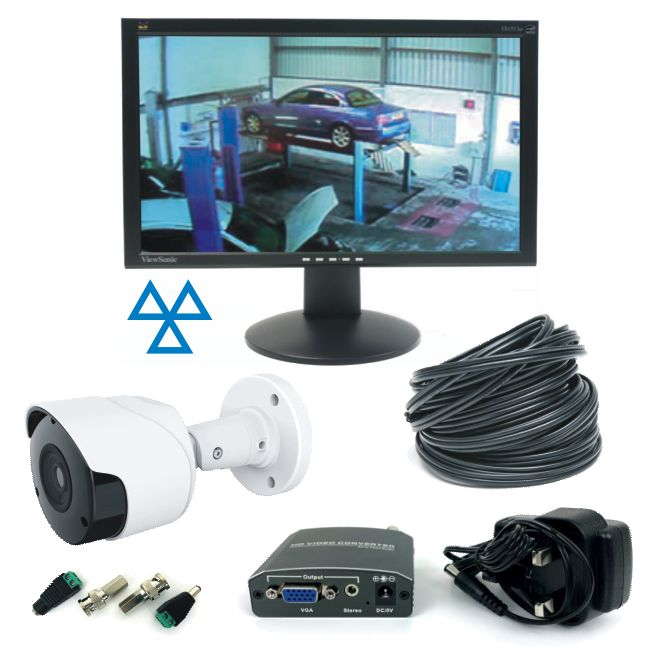 ViewSonic
HD VIDEO CONVERTER
Output
VGA
Stereo
DC/5V